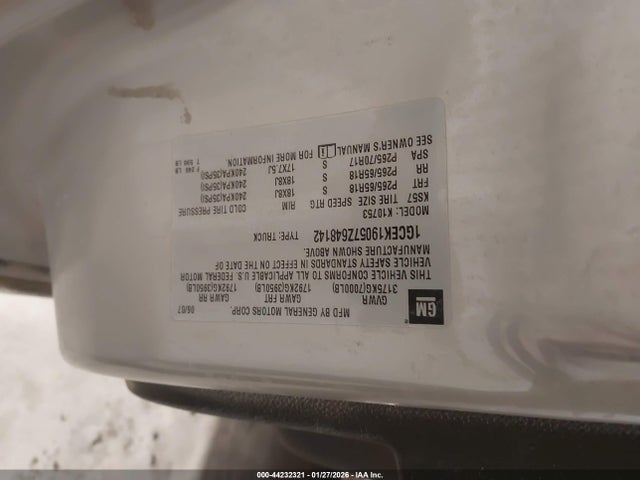 GM
MFD BY GENERAL MOTORS CORP. 06/07
GVWR GAWR FRT GAWR RR
3175KG(7000LB) 1792KG(3950LB) 1792KG(3950LB)
THIS VEHICLE CONFORMS TO ALL APPLICABLE U.S. FEDERAL MOTOR
VEHICLE SAFETY STANDARDS IN EFFECT ON THE DATE OF
MANUFACTURE SHOWN ABOVE.
1GCEK19057Z648142 TYPE: TRUCK
MODEL: K10753
KS57 TIRE SIZE SPEED RTG RIM COLD TIRE PRESSURE
FRT P265/65R18 S 18X8J 240KPA(35PSI)
RR P265/65R18 S 18X8J 240KPA(35PSI)
SPA P265/70R17 S 17X7.5J 240KPA(35PSI)
SEE OWNER'S MANUAL FOR MORE INFORMATION.
000-44232321 | 01/27/2026 - IAA Inc.